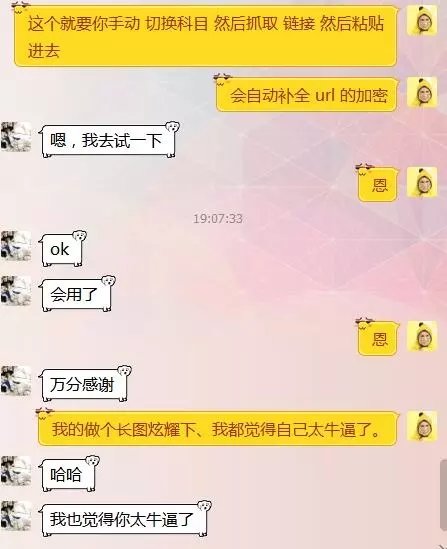 这个就要你手动 切换科目 然后抓取 链接 然后粘贴
进去
会自动补全 url 的加密
嗯，我去试一下
恩
19:07:33
ok
会用了
恩
万分感谢
我的做个长图炫耀下、我都觉得自己太牛逼了。
哈哈
我也觉得你太牛逼了